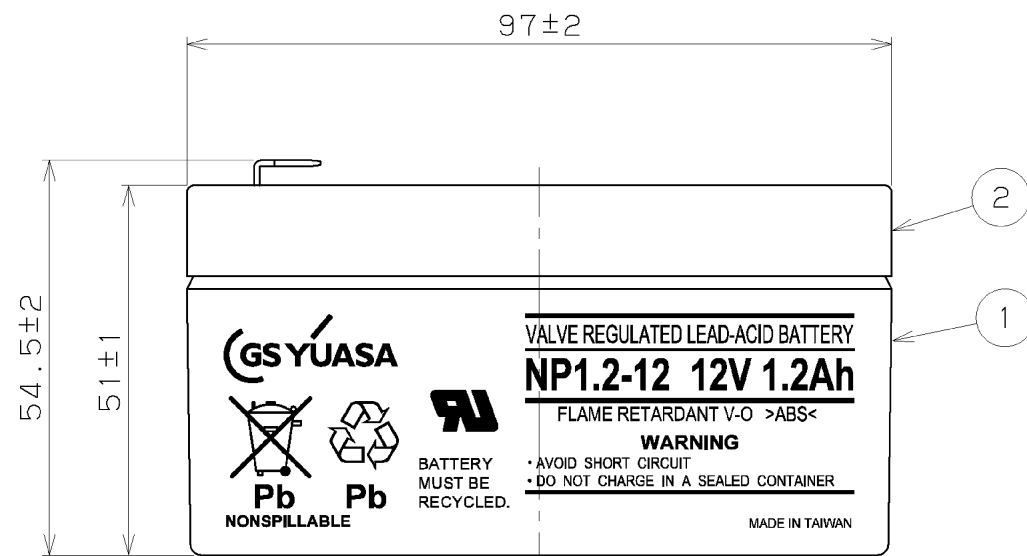 97±2
54.5±2
51±1
2
1
GS YUASA
VALVE REGULATED LEAD-ACID BATTERY
NP1.2-12 12V 1.2Ah
FLAME RETARDANT V-O >ABS<
WARNING
• AVOID SHORT CIRCUIT
• DO NOT CHARGE IN A SEALED CONTAINER
BATTERY
MUST BE
RECYCLED.
Pb
Pb
NONSPILLABLE
MADE IN TAIWAN